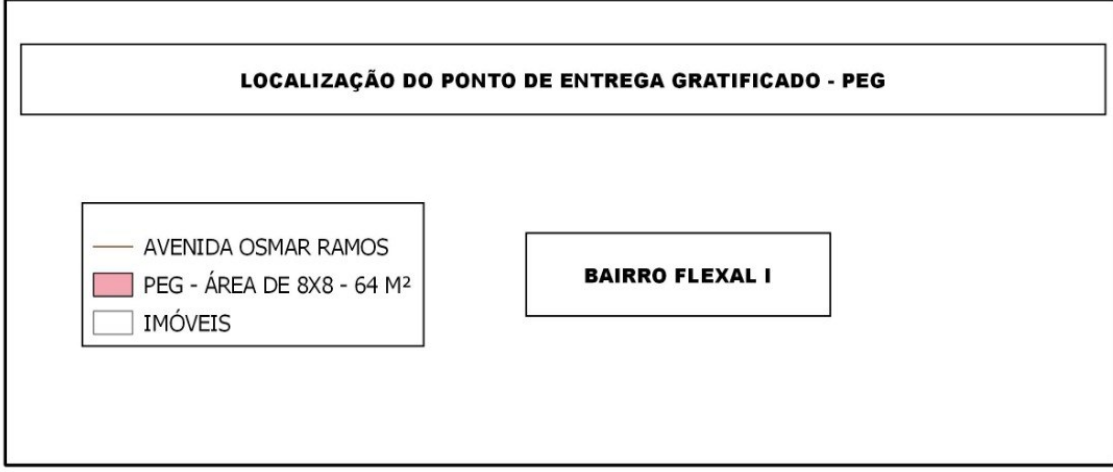 LOCALIZAÇÃO DO PONTO DE ENTREGA GRATIFICADO - PEG
AVENIDA OSMAR RAMOS
PEG - ÁREA DE 8X8 - 64 M²
IMÓVEIS
BAIRRO FLEXAL I